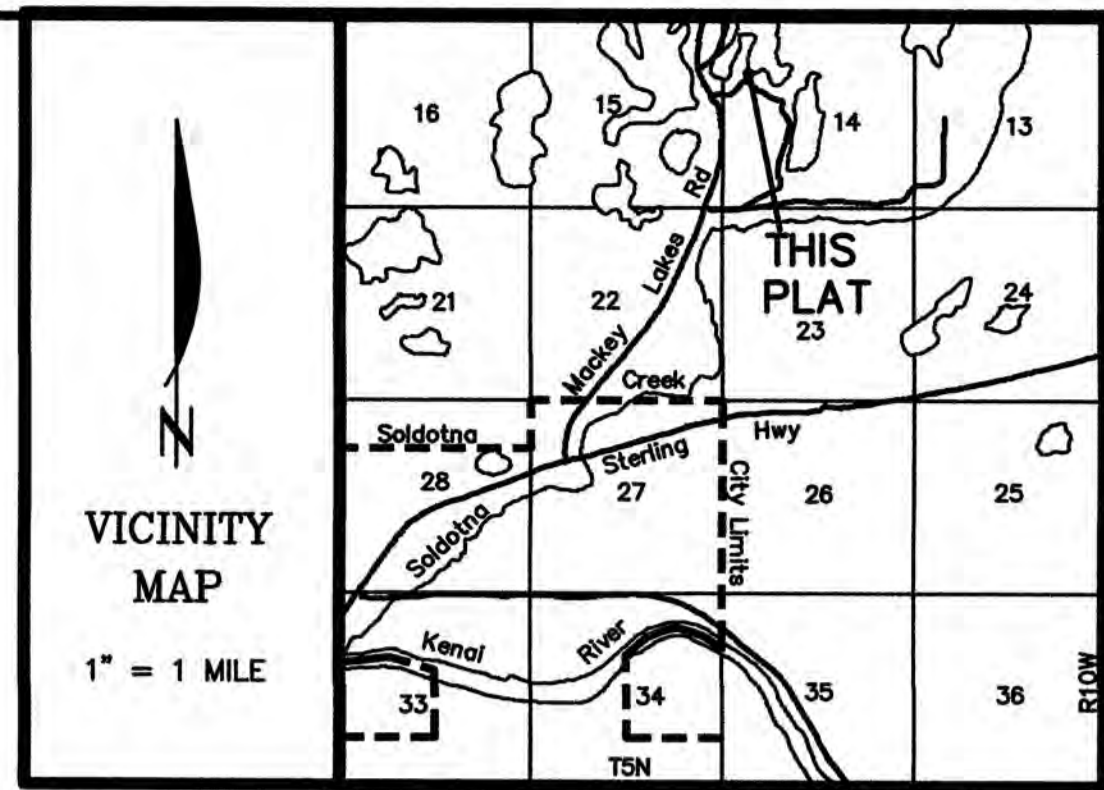 N
VICINITY
MAP
1" = 1 MILE
16
15
14
13
Mackey Lakes Rd
THIS
PLAT
21
22
23
24
Creek
Soldotna
Sterling Hwy
28
27
26
25
Soldotna
City Limits
Kenai River
33
34
35
36
T5N
R10W